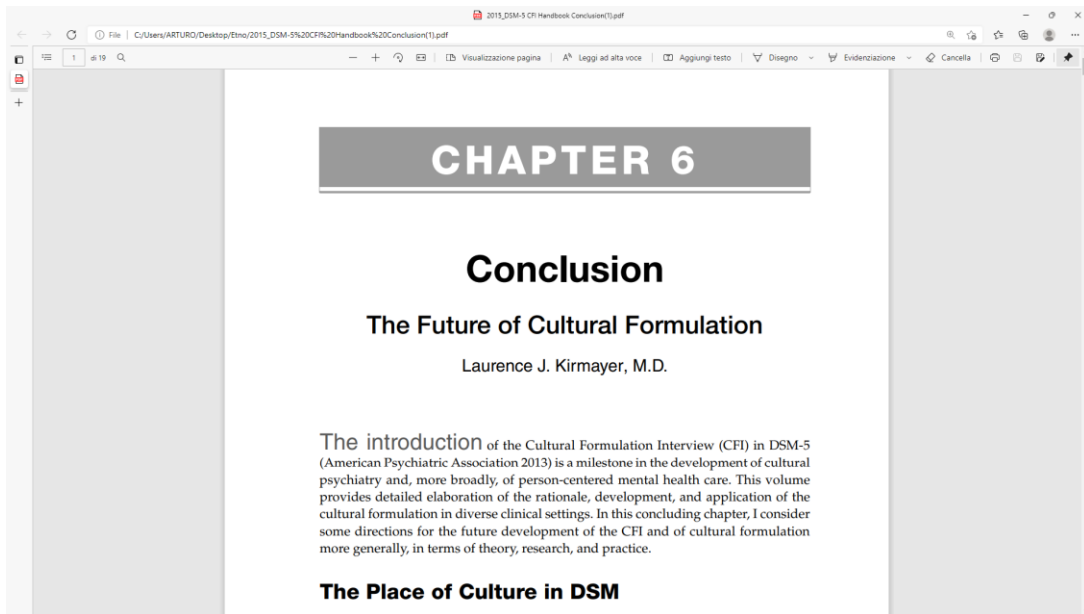 2015_DSM-5 CFI Handbook Conclusion(1).pdf
File | C:/Users/ARTURO/Desktop/Etno/2015_DSM-5%20CFI%20Handbook%20Conclusion(1).pdf
1 di 19 Visualizzazione pagina Leggi ad alta voce Aggiungi testo Disegno Evidenziazione Cancella
CHAPTER 6
Conclusion
The Future of Cultural Formulation
Laurence J. Kirmayer, M.D.
The introduction of the Cultural Formulation Interview (CFI) in DSM-5
(American Psychiatric Association 2013) is a milestone in the development of cultural
psychiatry and, more broadly, of person-centered mental health care. This volume
provides detailed elaboration of the rationale, development, and application of the
cultural formulation in diverse clinical settings. In this concluding chapter, I consider
some directions for the future development of the CFI and of cultural formulation
more generally, in terms of theory, research, and practice.
The Place of Culture in DSM